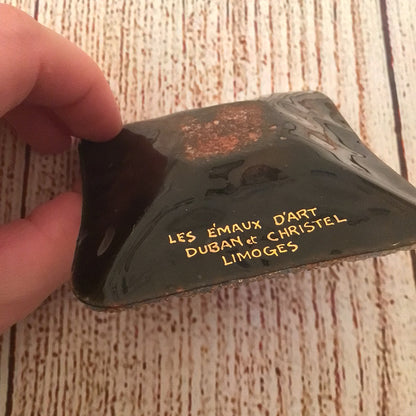 LES ÉMAUX D'ART
DUBAN et CHRISTEL
LIMOGES